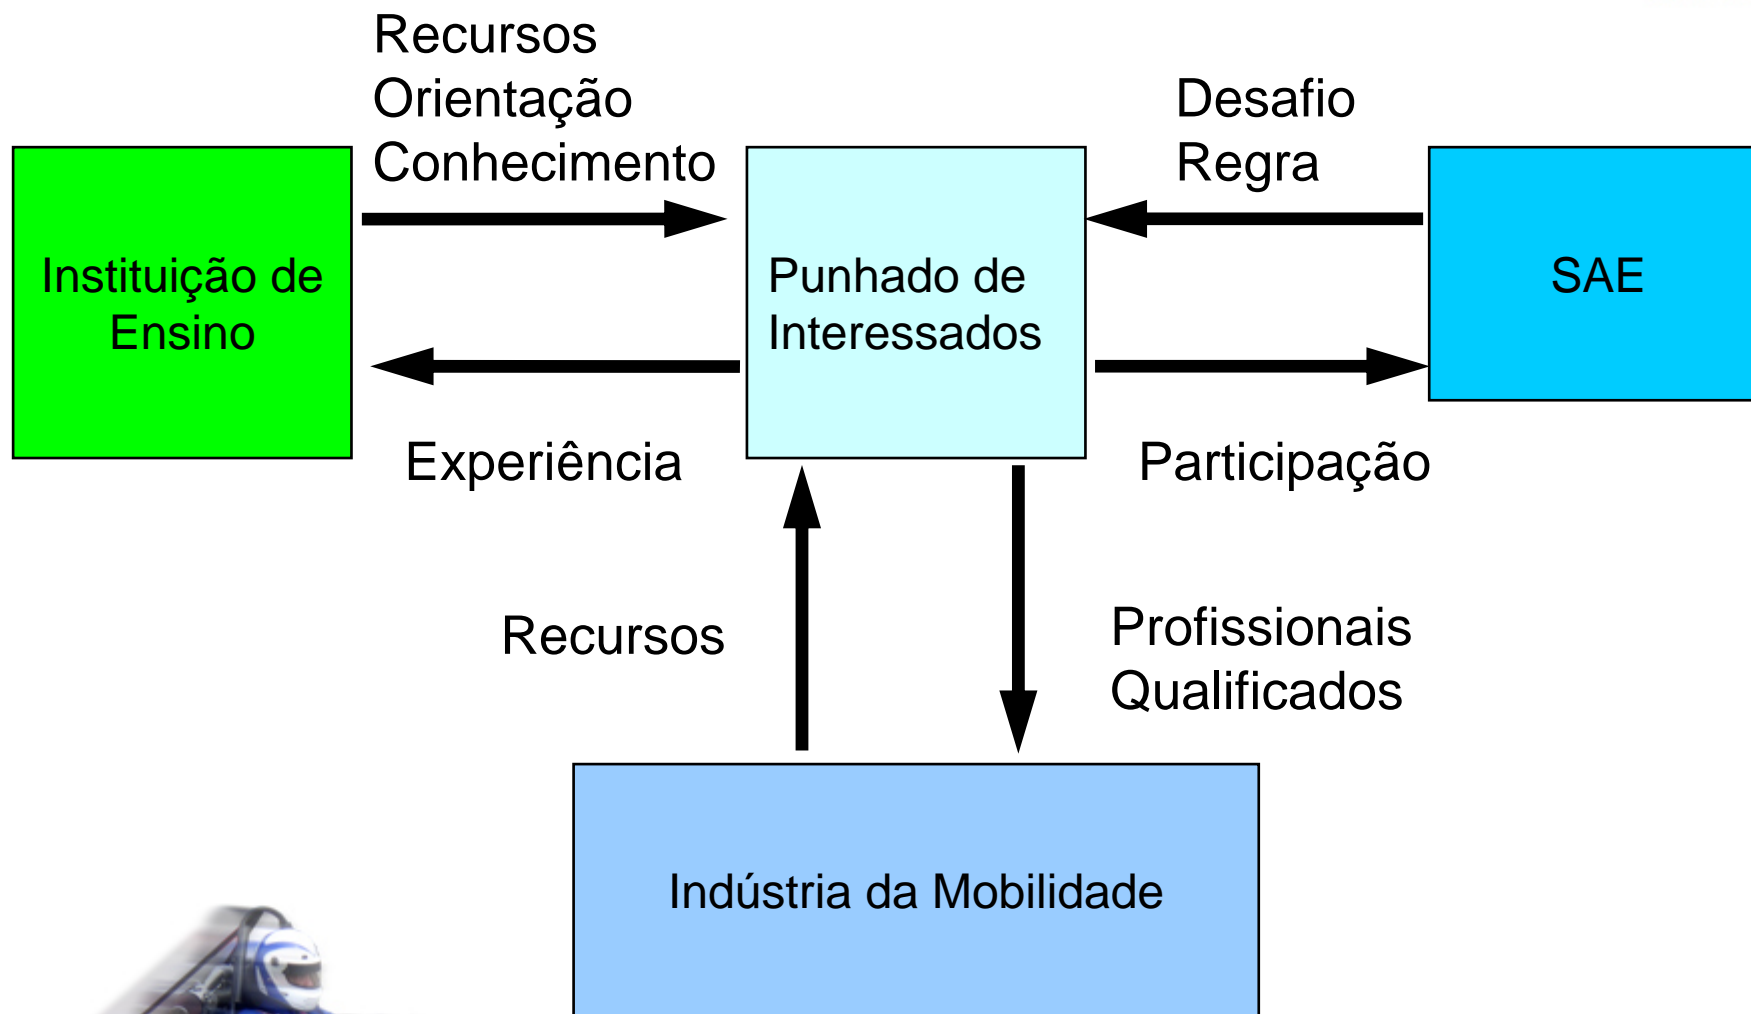 Recursos
Orientação
Conhecimento
Desafio
Regra
Instituição de
Ensino
Punhado de
Interessados
SAE
Experiência
Participação
Recursos
Profissionais
Qualificados
Indústria da Mobilidade